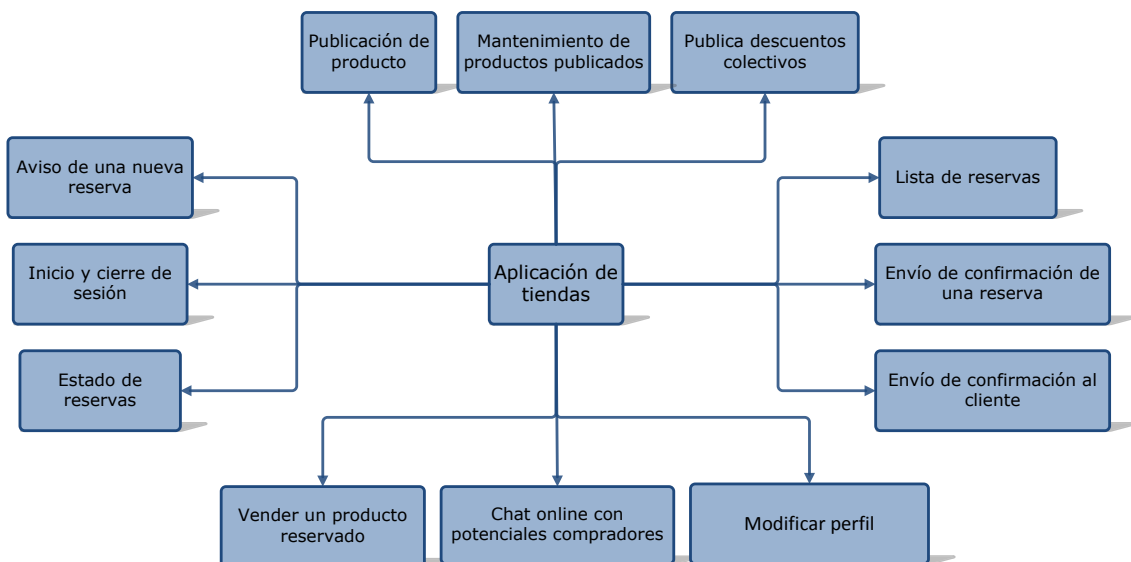 Publicación de
producto
Mantenimiento de
productos publicados
Publica descuentos
colectivos
Aviso de una nueva
reserva
Lista de reservas
Inicio y cierre de
sesión
Aplicación de
tiendas
Envío de confirmación de
una reserva
Estado de
reservas
Envío de confirmación al
cliente
Vender un producto
reservado
Chat online con
potenciales compradores
Modificar perfil